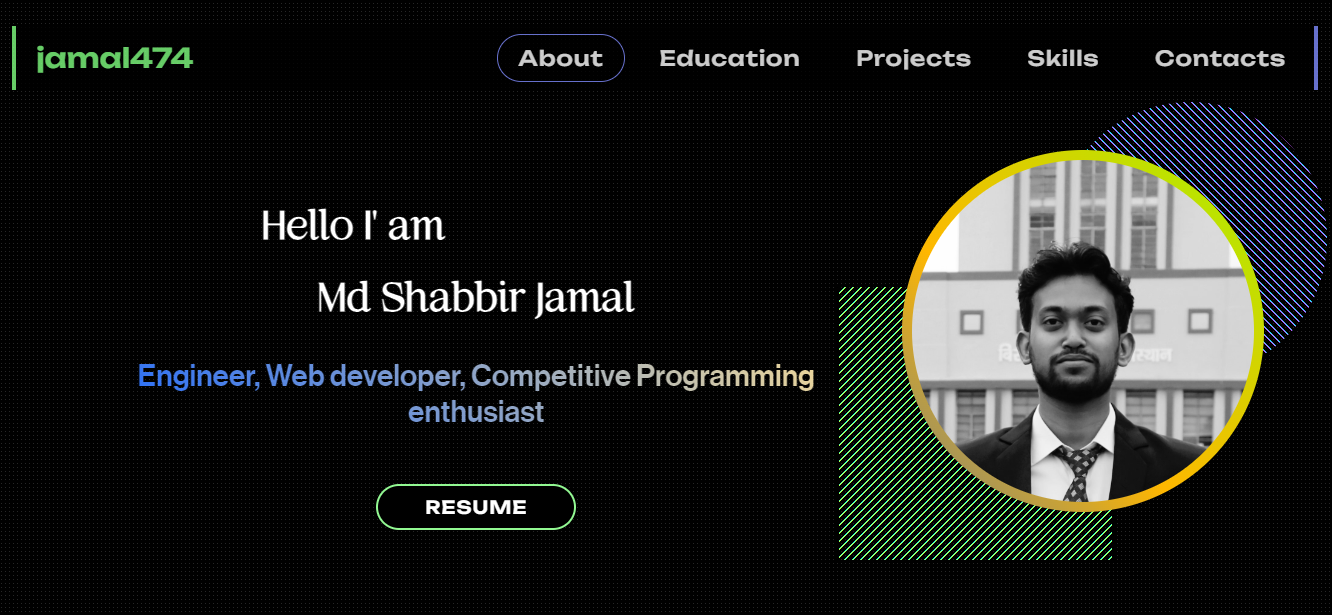 jamal474
About
Education
Projects
Skills
Contacts
Hello I' am
Md Shabbir Jamal
Engineer, Web developer, Competitive Programming
enthusiast
RESUME